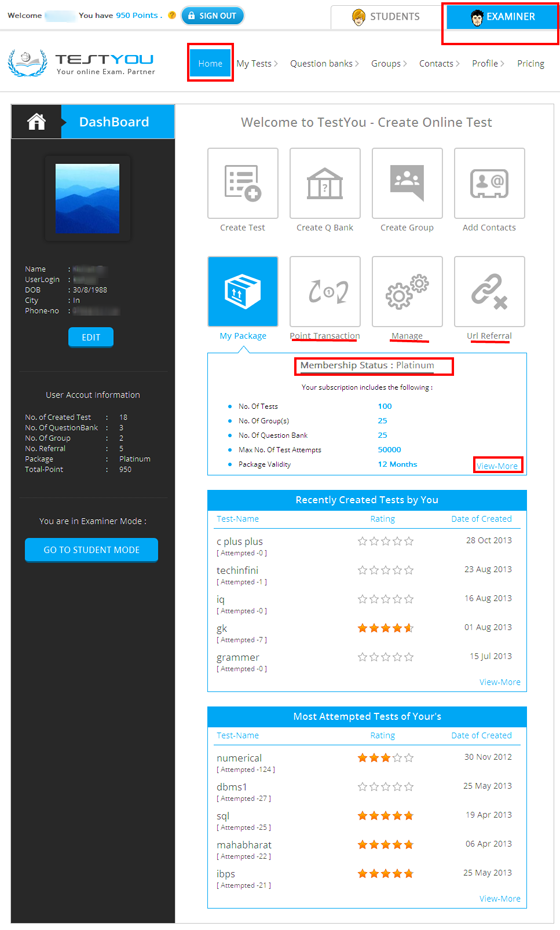 Welcome You have 950 Points . ? SIGN OUT
STUDENTS
EXAMINER
TESTYOU
Your online Exam. Partner
Home My Tests Question banks Groups Contacts Profile Pricing
DashBoard
Welcome to TestYou - Create Online Test
Create Test Create Q Bank Create Group Add Contacts
My Package Point Transaction Manage Url Referral
Name :
UserLogin :
DOB : 30/8/1988
City : In
Phone-no :
EDIT
Membership Status : Platinum
Your subscription includes the following :
No. Of Tests 100
No. Of Group(s) 25
No. Of Question Bank 25
Max No. Of Test Attempts 50000
Package Validity 12 Months
View-More
User Accout Information
No. of Created Test : 18
No. Of QuestionBank : 3
No. Of Group : 2
No. Referral : 5
Package : Platinum
Total-Point : 950
You are in Examiner Mode :
GO TO STUDENT MODE
Recently Created Tests by You
Test-Name Rating Date of Created
c plus plus 28 Oct 2013
[ Attempted -0 ]
techinfini 23 Aug 2013
[ Attempted -1 ]
iq 16 Aug 2013
[ Attempted -0 ]
gk 01 Aug 2013
[ Attempted -7 ]
grammer 15 Jul 2013
[ Attempted -0 ]
View-More
Most Attempted Tests of Your's
Test-Name Rating Date of Created
numerical 30 Nov 2012
[ Attempted -124 ]
dbms1 25 May 2013
[ Attempted -27 ]
sql 19 Apr 2013
[ Attempted -25 ]
mahabharat 06 Apr 2013
[ Attempted -22 ]
ibps 25 May 2013
[ Attempted -21 ]
View-More